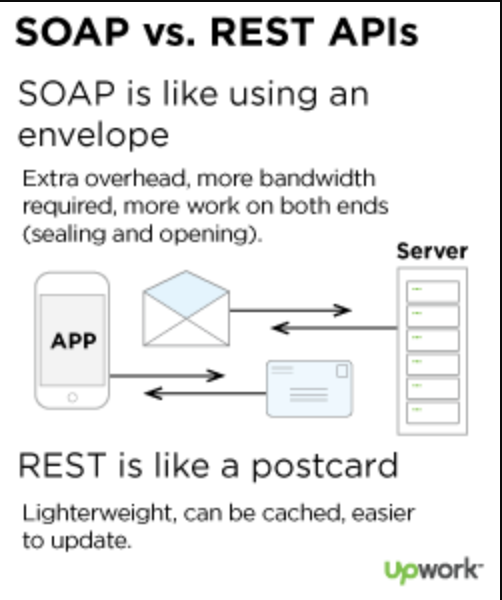 SOAP vs. REST APIs
SOAP is like using an
envelope
Extra overhead, more bandwidth
required, more work on both ends
(sealing and opening).
Server
APP
REST is like a postcard
Lighterweight, can be cached, easier
to update.
Upwork™